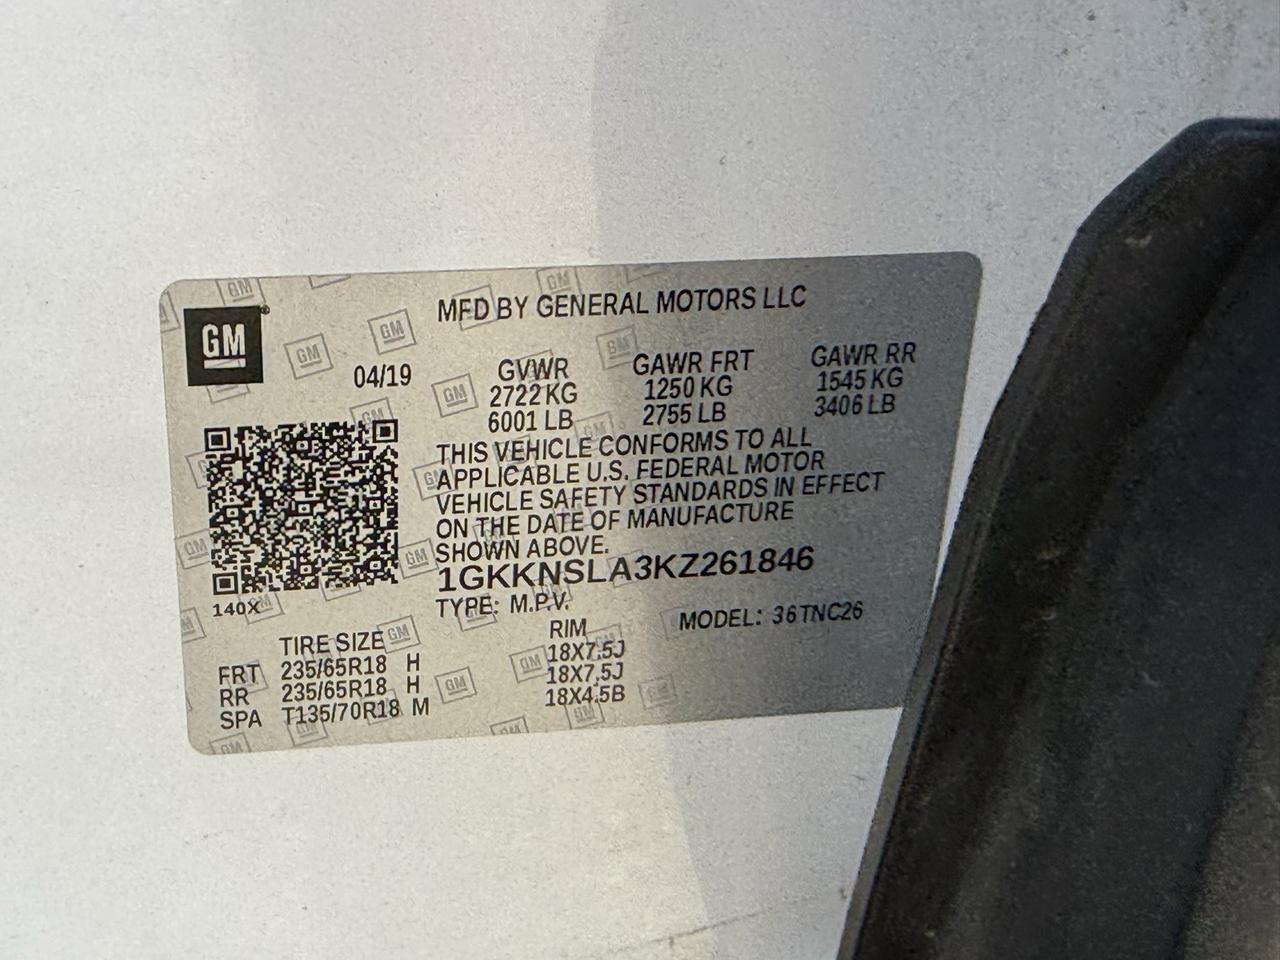 GM
MFD BY GENERAL MOTORS LLC
04/19
GVWR GAWR FRT GAWR RR
2722 KG 1250 KG 1545 KG
6001 LB 2755 LB 3406 LB
THIS VEHICLE CONFORMS TO ALL
APPLICABLE U.S. FEDERAL MOTOR
VEHICLE SAFETY STANDARDS IN EFFECT
ON THE DATE OF MANUFACTURE
SHOWN ABOVE.
1GKKNSLA3KZ261846
140X
TYPE: M.P.V. MODEL: 36TNC26
TIRE SIZE RIM
FRT 235/65R18 H 18X7.5J
RR 235/65R18 H 18X7.5J
SPA T135/70R18 M 18X4.5B